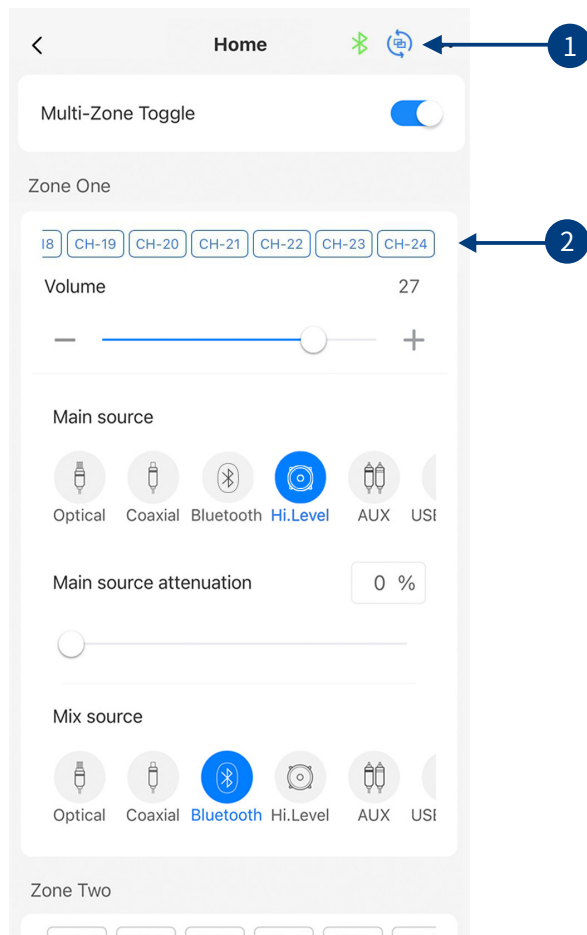 Home
1
Multi-Zone Toggle
Zone One
18 CH-19 CH-20 CH-21 CH-22 CH-23 CH-24
2
Volume 27
Main source
Optical Coaxial Bluetooth Hi.Level AUX
Main source attenuation 0 %
Mix source
Optical Coaxial Bluetooth Hi.Level AUX
Zone Two